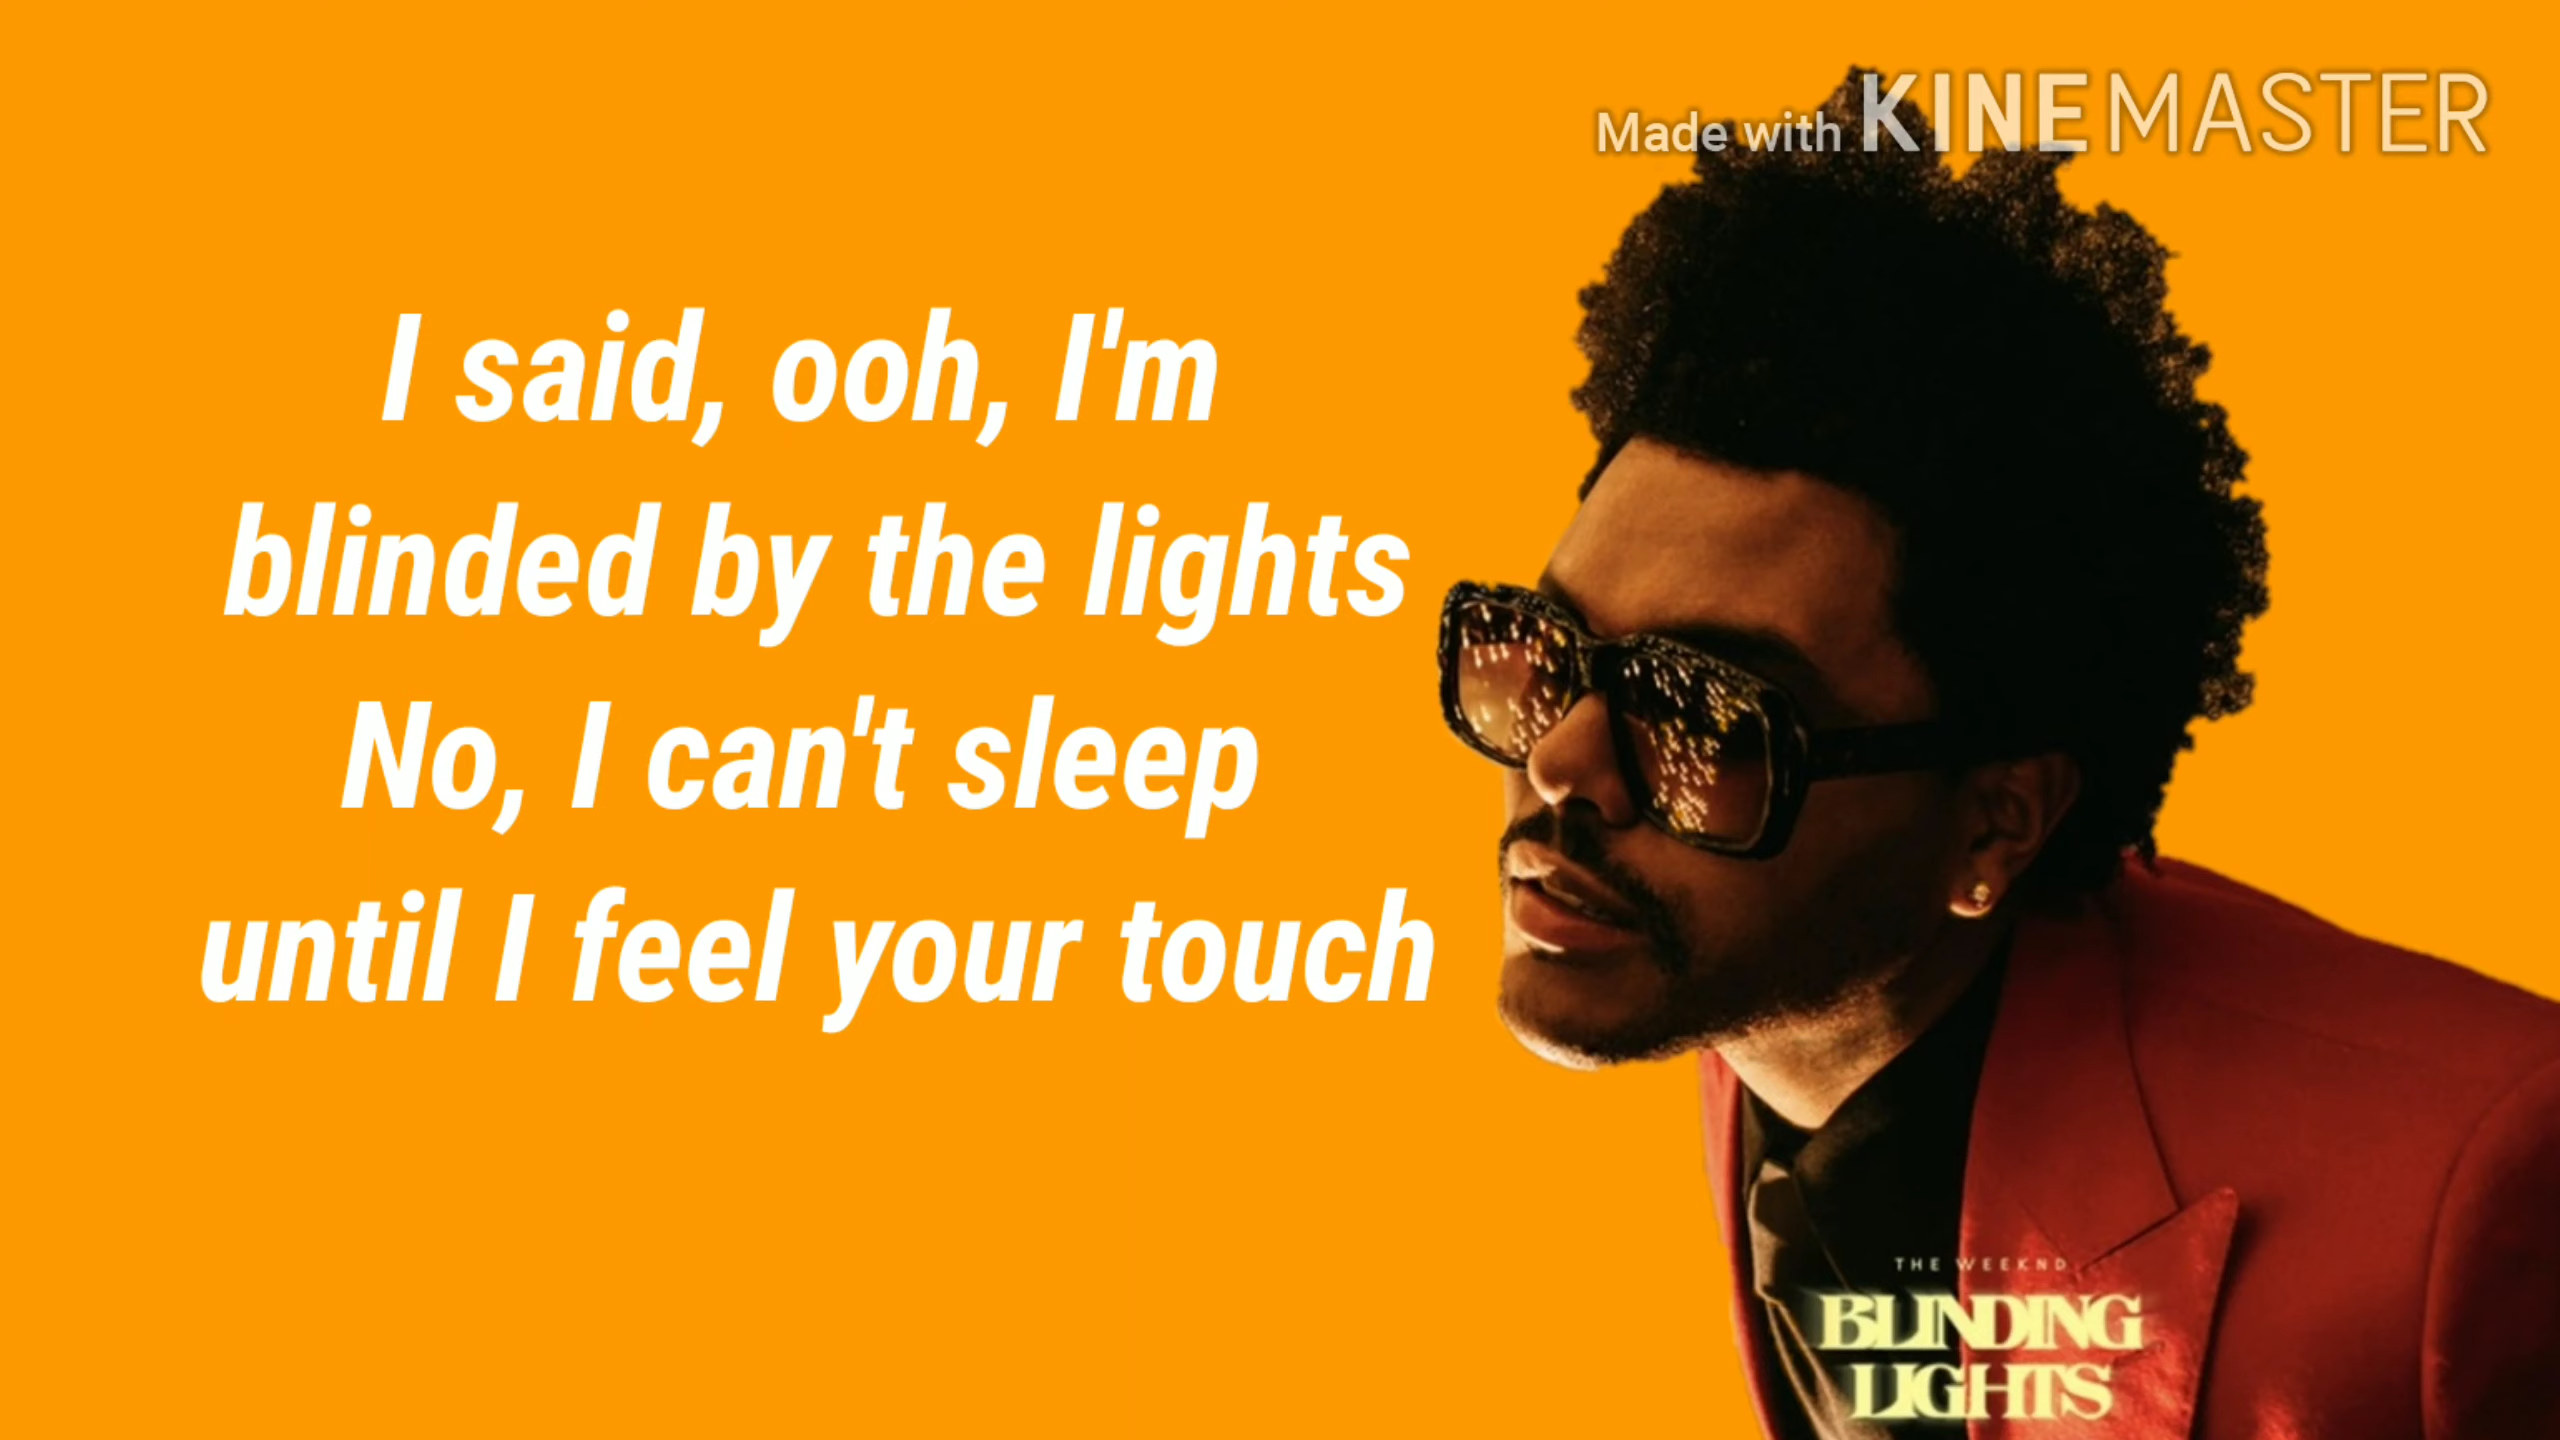 Made with KINEMASTER
I said, ooh, I'm
blinded by the lights
No, I can't sleep
until I feel your touch
THE WEEKND
BLINDING
LIGHTS